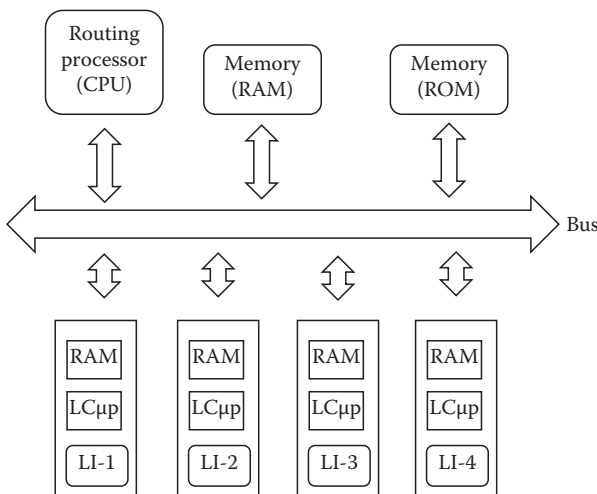 Routing
processor
(CPU)
Memory
(RAM)
Memory
(ROM)
Bus
RAM
RAM
RAM
RAM
LCµp
LCµp
LCµp
LCµp
LI-1
LI-2
LI-3
LI-4